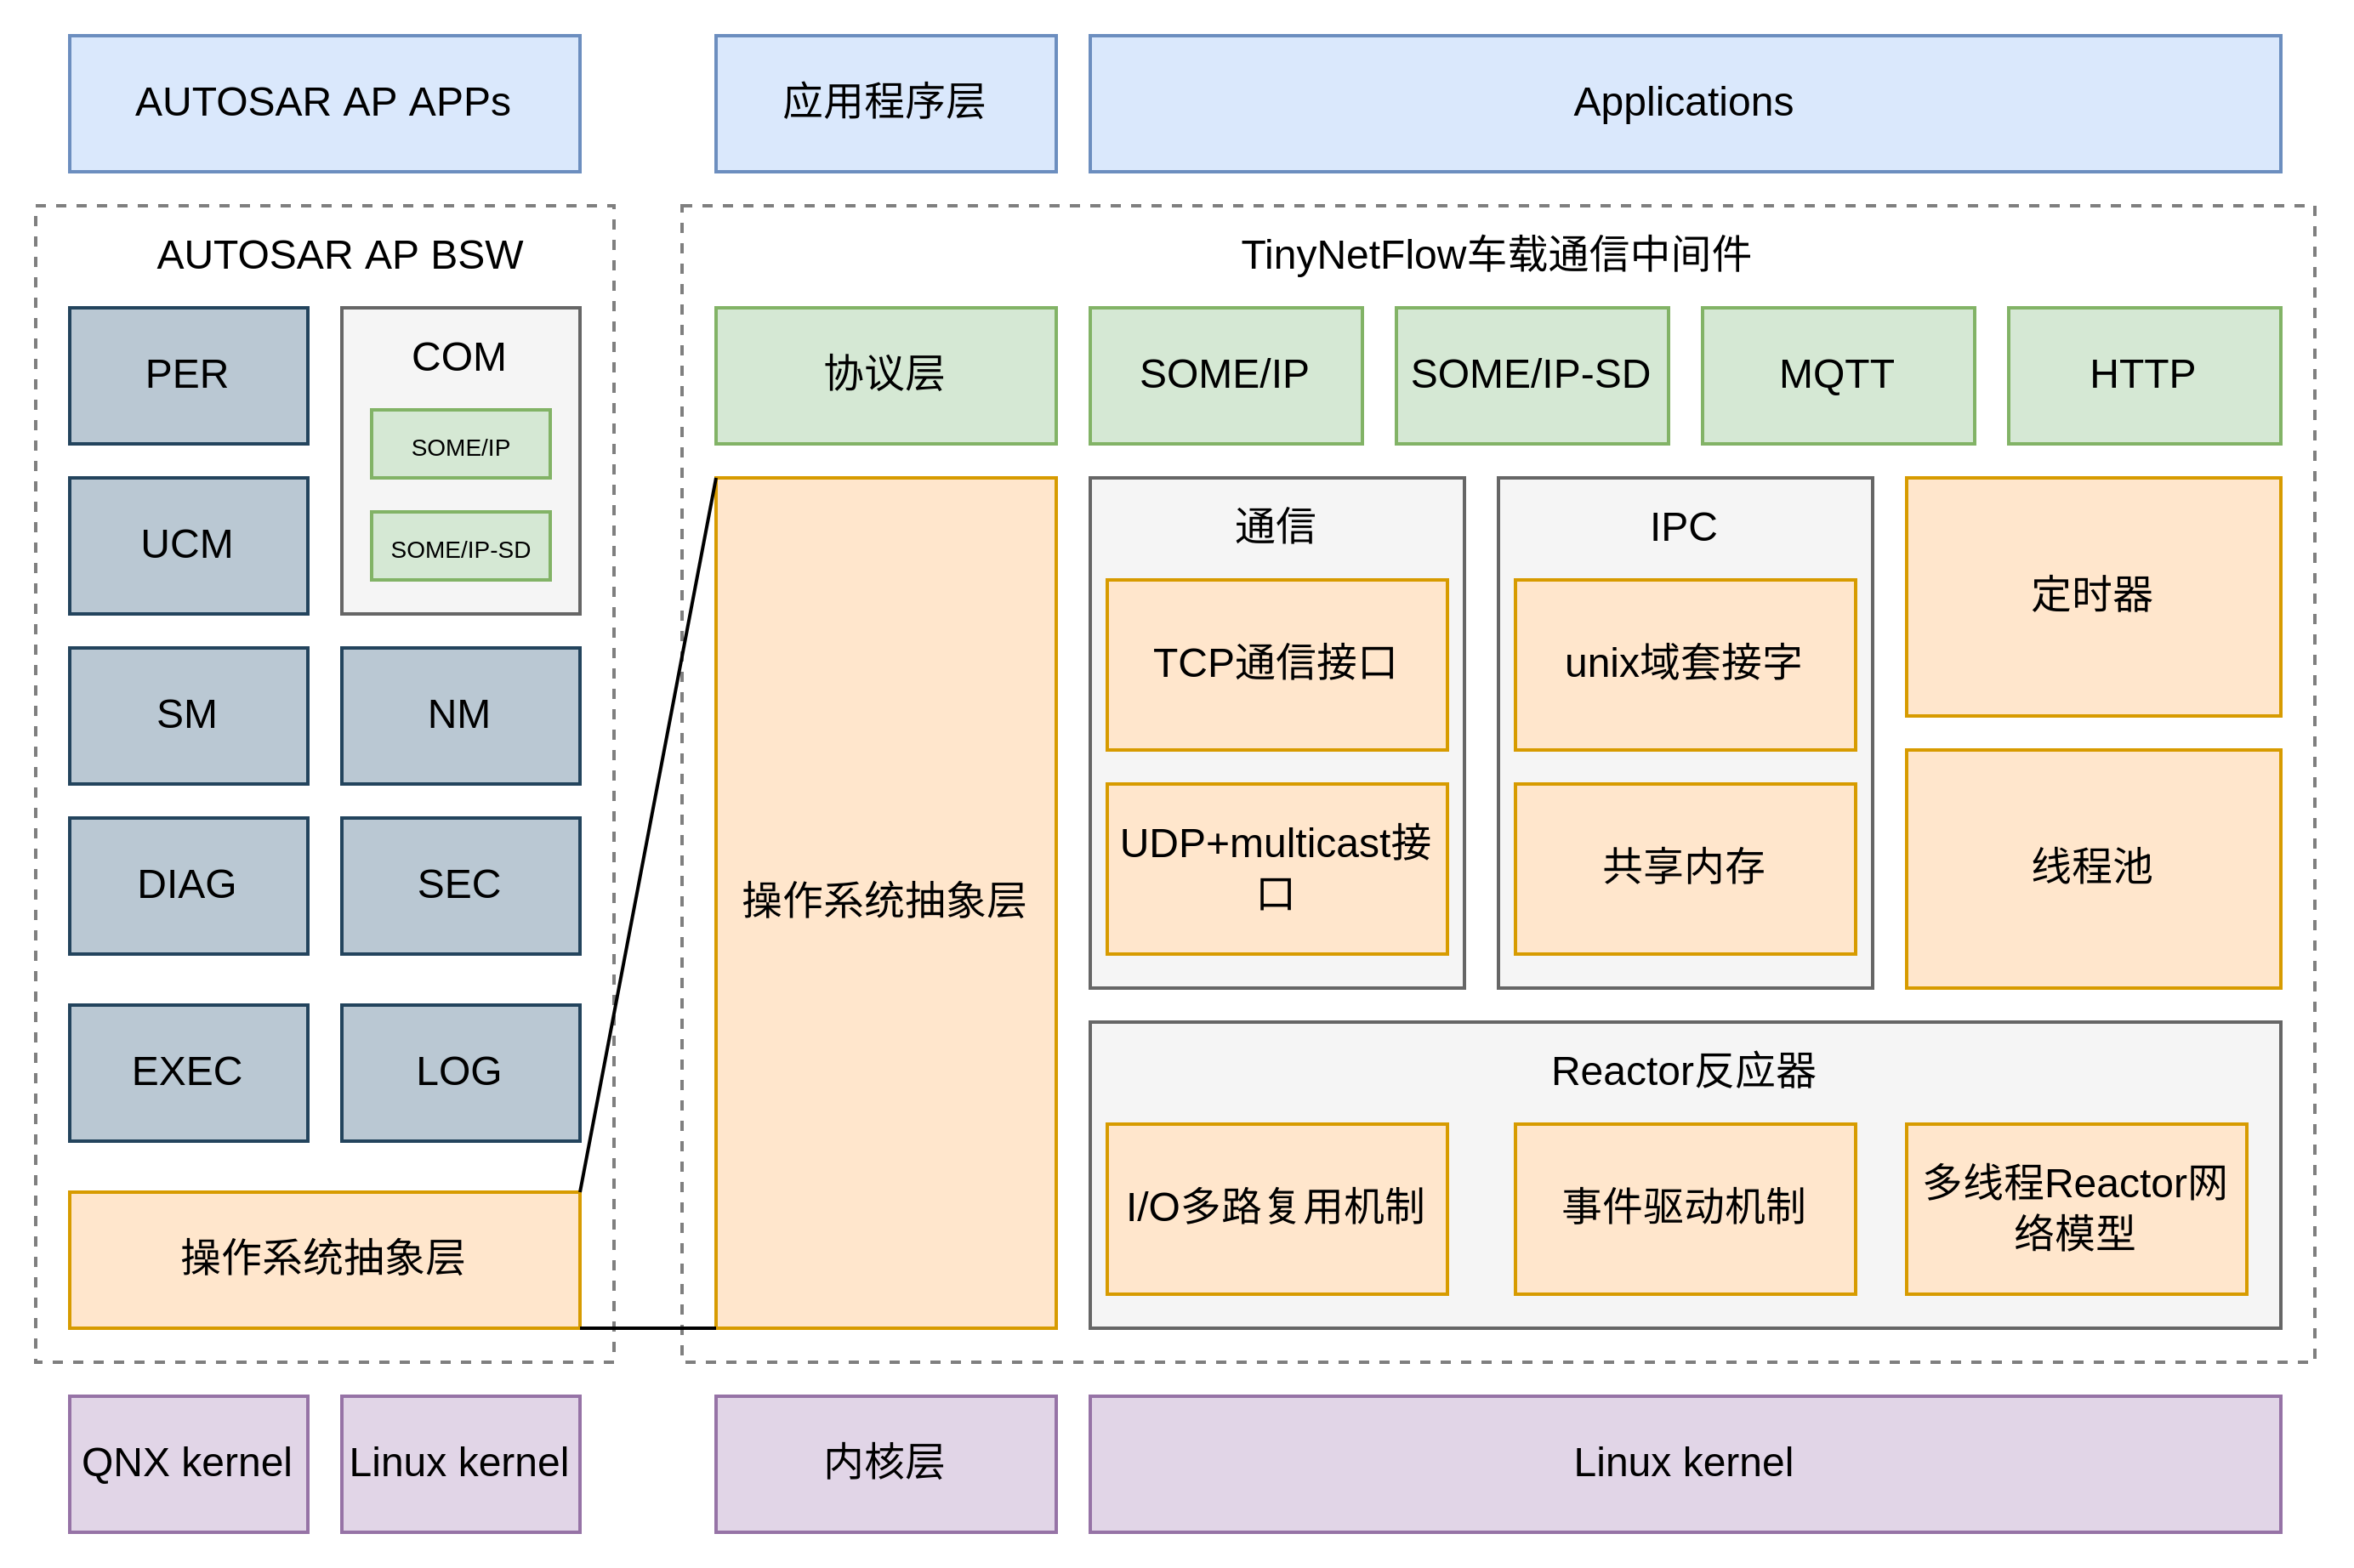 AUTOSAR AP APPs
应用程序层
Applications
AUTOSAR AP BSW
PER
COM
SOME/IP
SOME/IP-SD
UCM
SM
NM
DIAG
SEC
EXEC
LOG
操作系统抽象层
QNX kernel
Linux kernel
TinyNetFlow车载通信中间件
协议层
SOME/IP
SOME/IP-SD
MQTT
HTTP
操作系统抽象层
通信
TCP通信接口
UDP+multicast接
口
IPC
unix域套接字
共享内存
定时器
线程池
Reactor反应器
I/O多路复用机制
事件驱动机制
多线程Reactor网
络模型
内核层
Linux kernel